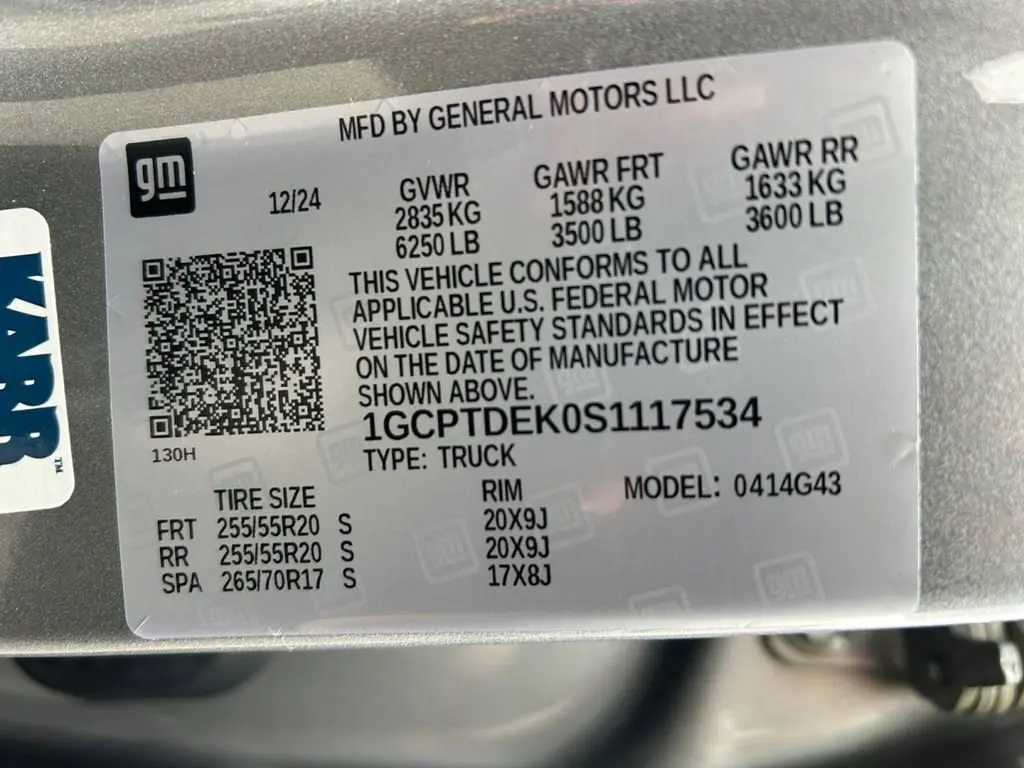 MFD BY GENERAL MOTORS LLC
gm
12/24
GVWR
2835 KG
6250 LB
GAWR FRT
1588 KG
3500 LB
GAWR RR
1633 KG
3600 LB
THIS VEHICLE CONFORMS TO ALL
APPLICABLE U.S. FEDERAL MOTOR
VEHICLE SAFETY STANDARDS IN EFFECT
ON THE DATE OF MANUFACTURE
SHOWN ABOVE.
1GCPTDEK0S1117534
TYPE: TRUCK
130H
TIRE SIZE RIM MODEL: 0414G43
FRT 255/55R20 S 20X9J
RR 255/55R20 S 20X9J
SPA 265/70R17 S 17X8J
KARR™